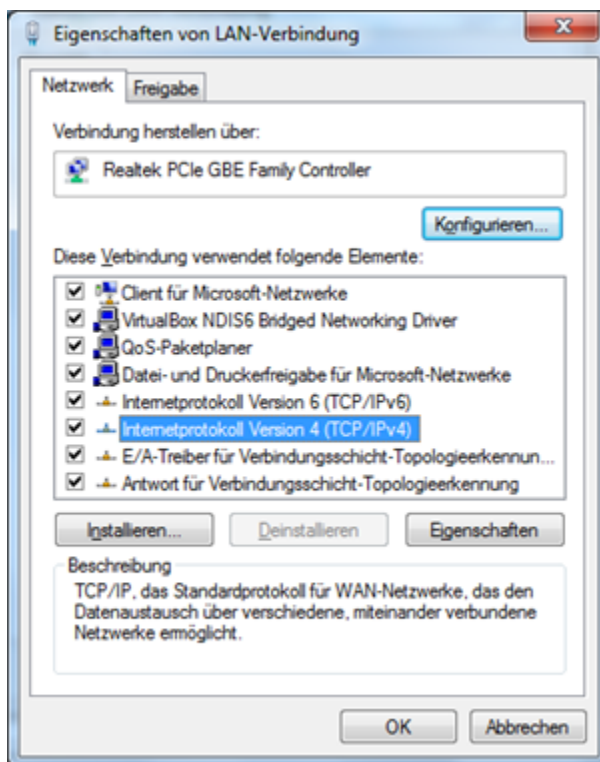 Eigenschaften von LAN-Verbindung
Netzwerk
Freigabe
Verbindung herstellen über:
Realtek PCIe GBE Family Controller
Konfigurieren...
Diese Verbindung verwendet folgende Elemente:
Client für Microsoft-Netzwerke
VirtualBox NDIS6 Bridged Networking Driver
QoS-Paketplaner
Datei- und Druckerfreigabe für Microsoft-Netzwerke
Internetprotokoll Version 6 (TCP/IPv6)
Internetprotokoll Version 4 (TCP/IPv4)
E/A-Treiber für Verbindungsschicht-Topologieerkennun...
Antwort für Verbindungsschicht-Topologieerkennung
Installieren...
Deinstallieren
Eigenschaften
Beschreibung
TCP/IP, das Standardprotokoll für WAN-Netzwerke, das den
Datenaustausch über verschiedene, miteinander verbundene
Netzwerke ermöglicht.
OK
Abbrechen